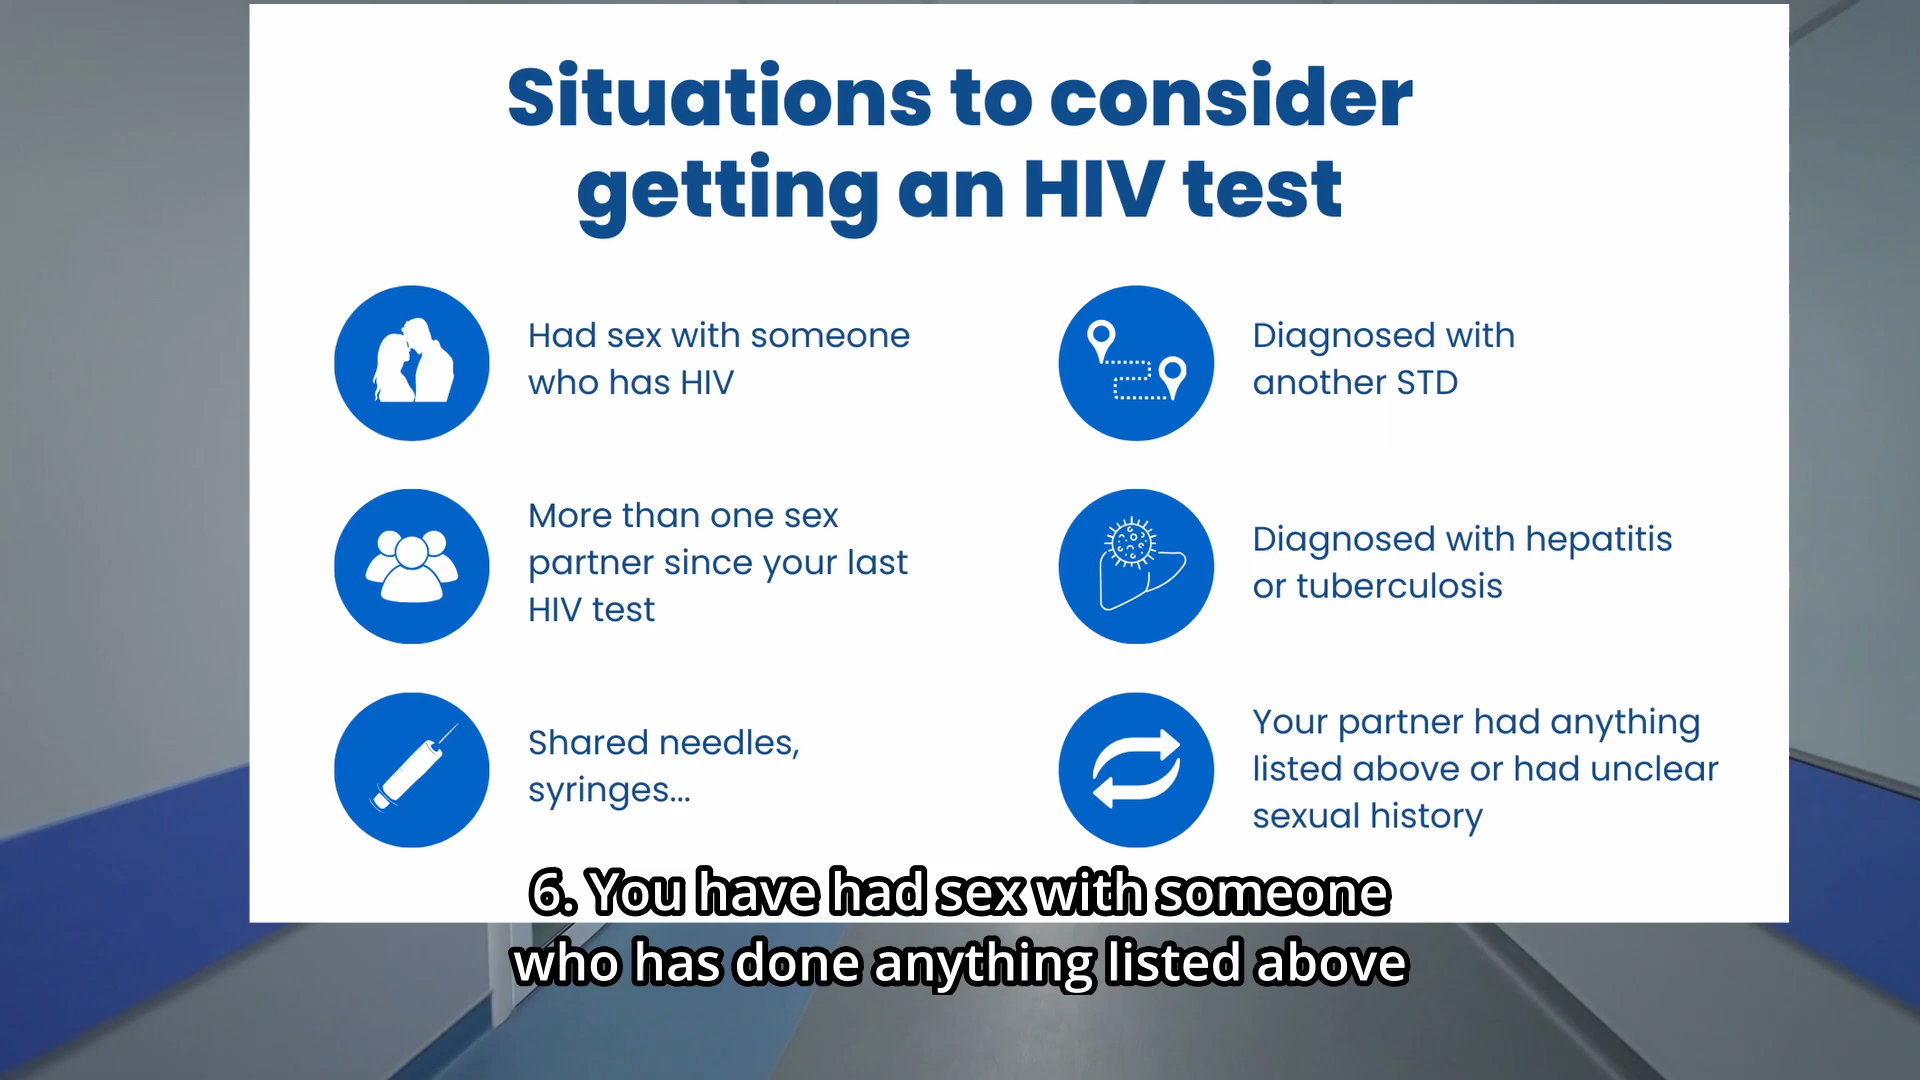 Situations to consider
getting an HIV test
Had sex with someone
who has HIV
More than one sex
partner since your last
HIV test
Shared needles,
syringes...
Diagnosed with
another STD
Diagnosed with hepatitis
or tuberculosis
Your partner had anything
listed above or had unclear
sexual history
6. You have had sex with someone
who has done anything listed above